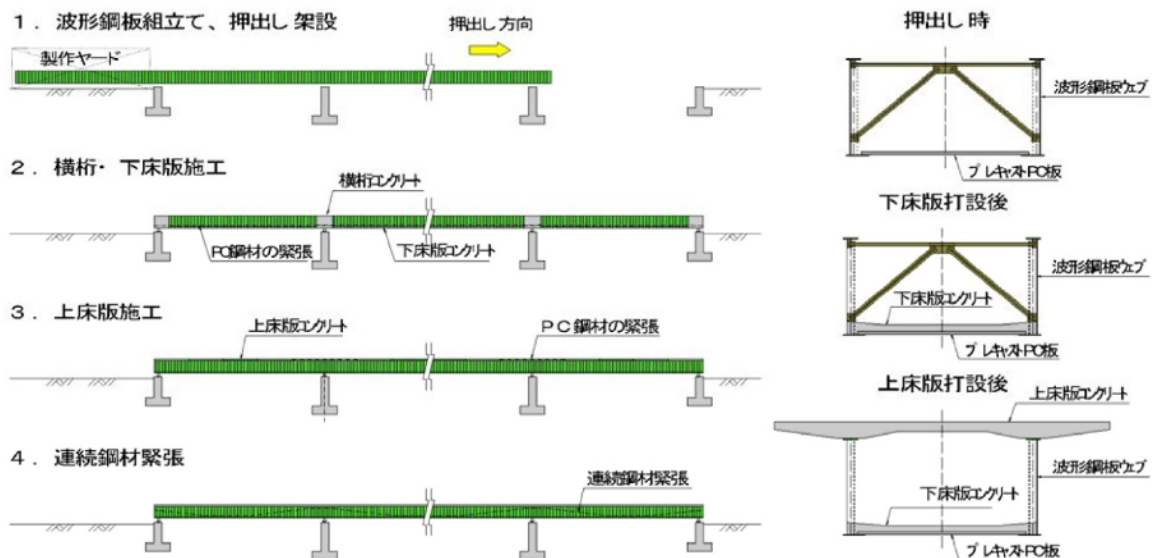 1．波形鋼板組立て、押出し架設
押出し方向
製作ヤード
2．横桁・下床版施工
横桁コンクリート
PC鋼材の緊張
下床版コンクリート
3．上床版施工
上床版コンクリート
PC鋼材の緊張
4．連続鋼材緊張
連続鋼材緊張
押出し時
波形鋼板ウェブ
プレキャストPC板
下床版打設後
波形鋼板ウェブ
下床版コンクリート
プレキャストPC板
上床版打設後
上床版コンクリート
波形鋼板ウェブ
下床版コンクリート
プレキャストPC板